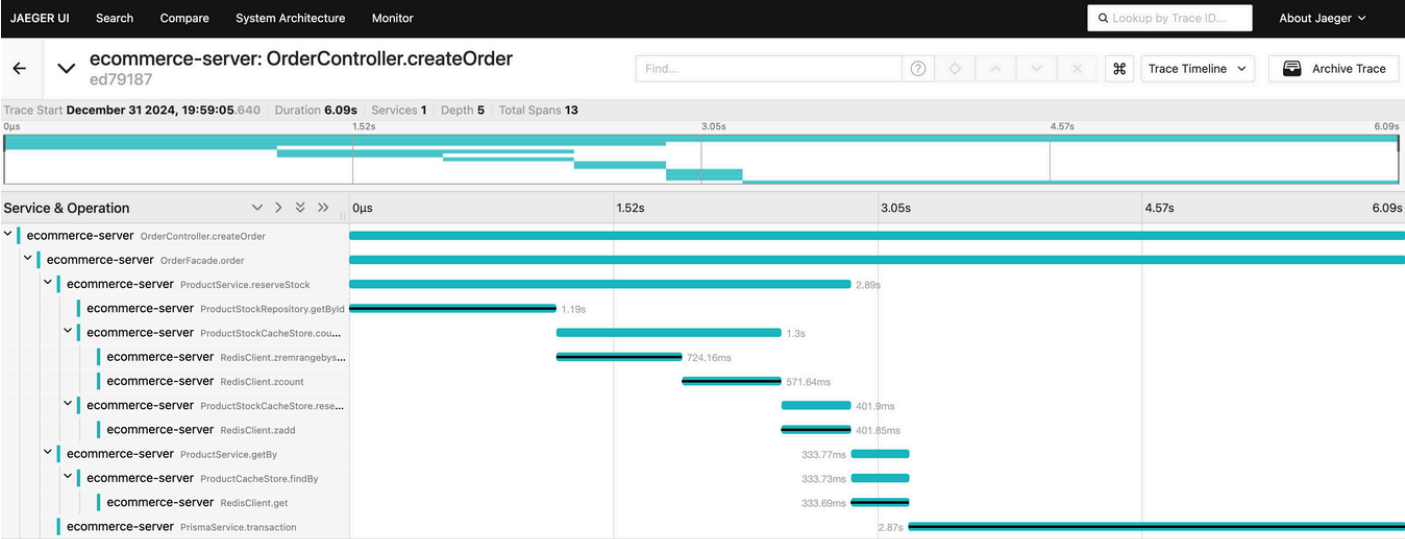 JAEGER UI Search Compare System Architecture Monitor Lookup by Trace ID... About Jaeger
ecommerce-server: OrderController.createOrder
ed79187
Find... Trace Timeline Archive Trace
Trace Start December 31 2024, 19:59:05.640 Duration 6.09s Services 1 Depth 5 Total Spans 13
0μs 1.52s 3.05s 4.57s 6.09s
Service & Operation 0μs 1.52s 3.05s 4.57s 6.09s
ecommerce-server OrderController.createOrder
ecommerce-server OrderFacade.order
ecommerce-server ProductService.reserveStock 2.89s
ecommerce-server ProductStockRepository.getById 1.19s
ecommerce-server ProductStockCacheStore.cou... 1.3s
ecommerce-server RedisClient.zremrangebys... 724.16ms
ecommerce-server RedisClient.zcount 571.64ms
ecommerce-server ProductStockCacheStore.rese... 401.9ms
ecommerce-server RedisClient.zadd 401.85ms
ecommerce-server ProductService.getBy 333.77ms
ecommerce-server ProductCacheStore.findBy 333.73ms
ecommerce-server RedisClient.get 333.69ms
ecommerce-server PrismaService.transaction 2.87s